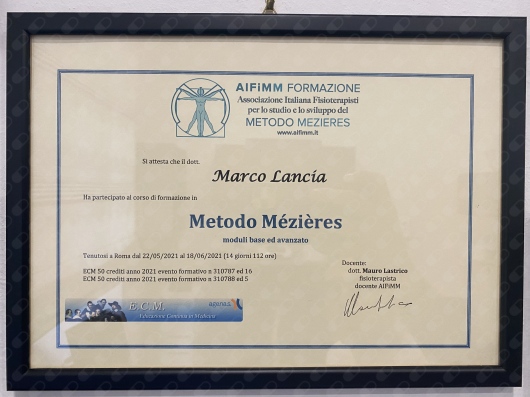 AIFIMM FORMAZIONE
Associazione Italiana Fisioterapisti
per lo studio e lo sviluppo del
METODO MEZIERES
www.aifimm.it
Si attesta che il dott.
Marco Lancia
Ha partecipato al corso di formazione in
Metodo Mézières
moduli base ed avanzato
Tenutosi a Roma dal 22/05/2021 al 18/06/2021 (14 giorni 112 ore)
ECM 50 crediti anno 2021 evento formativo n 310787 ed 16
ECM 50 crediti anno 2021 evento formativo n 310788 ed 5
Docente:
dott. Mauro Lastrico
fisioterapista
docente AIFiMM
E. C. M.
Educazione Continua in Medicina
agenas